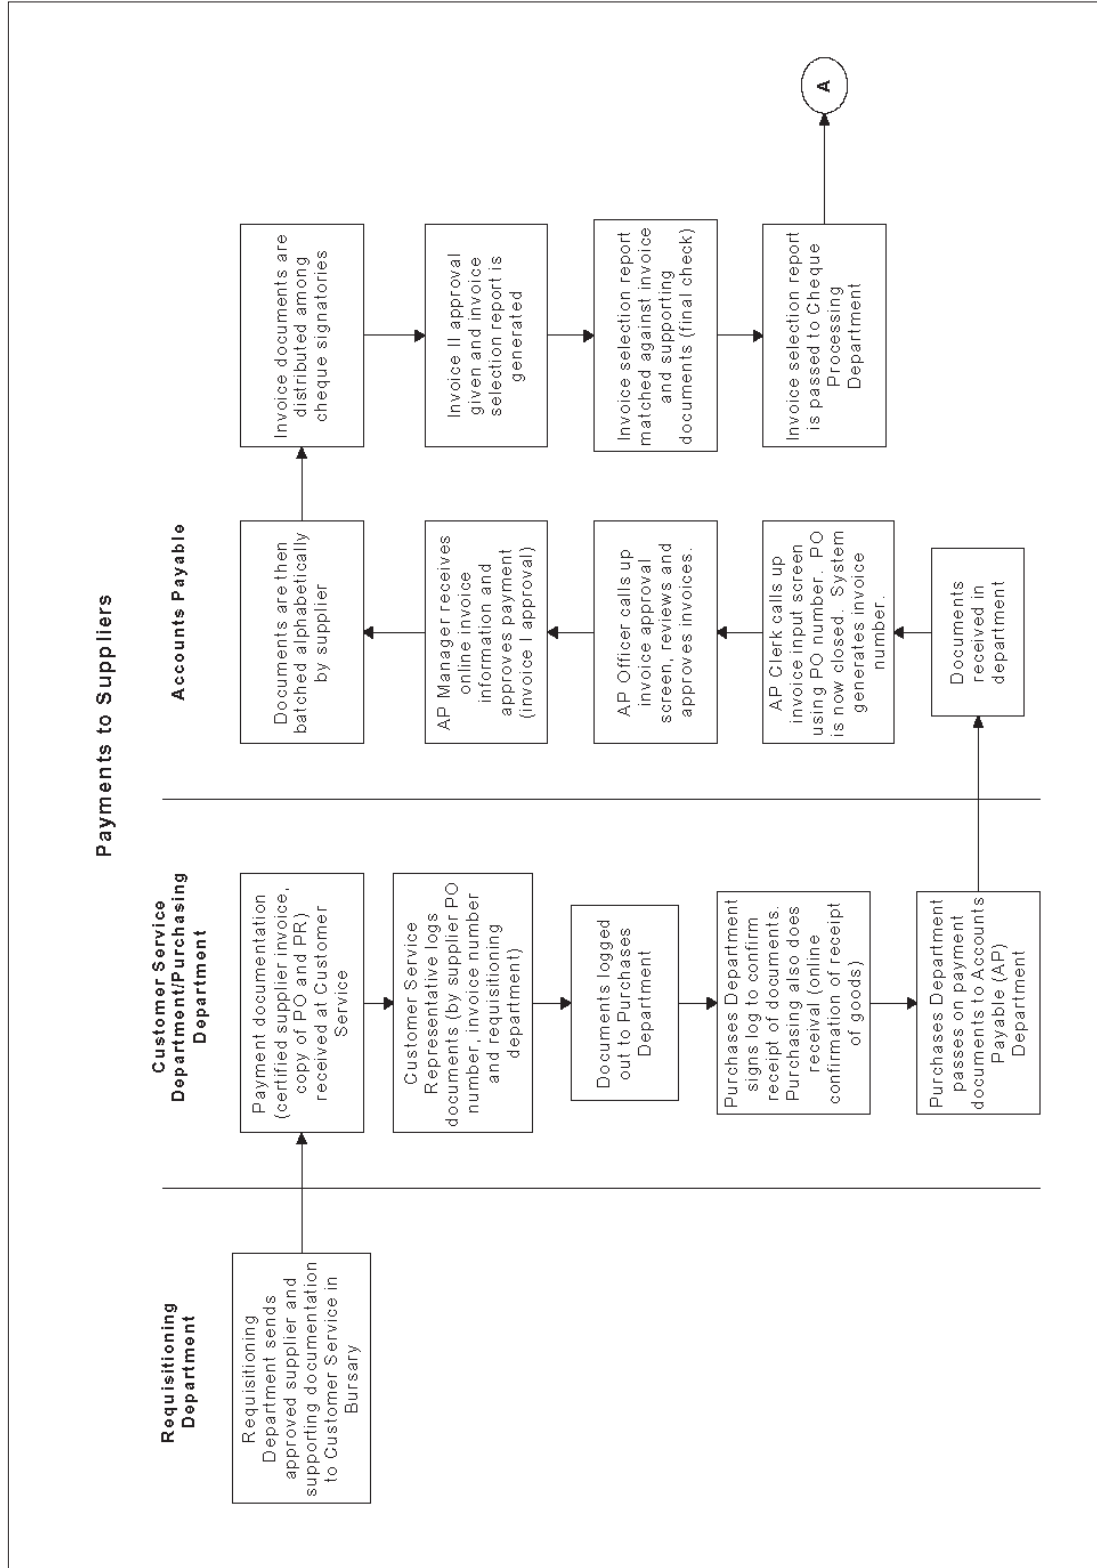 Payments to Suppliers
Requisitioning
Department
Customer Service
Department/Purchasing
Department
Accounts Payable
Requisitioning
Department sends
approved supplier and
supporting documentation
to Customer Service in
Bursary
Payment documentation
(certified supplier invoice,
copy of PO and PR)
received at Customer
Service
Customer Service
Representative logs
documents (by supplier PO
number, invoice number
and requisitioning
department)
Documents logged
out to Purchases
Department
Purchases Department
signs log to confirm
receipt of documents.
Purchasing also does
receival (online
confirmation of receipt
of goods)
Purchases Department
passes on payment
documents to Accounts
Payable (AP)
Department
Documents
received in
department
AP Clerk calls up
invoice input screen
using PO number. PO
is now closed. System
generates invoice
number.
AP Officer calls up
invoice approval
screen, reviews and
approves invoices.
AP Manager receives
online invoice
information and
approves payment
(invoice I approval)
Documents are then
batched alphabetically
by supplier
Invoice documents are
distributed among
cheque signatories
Invoice II approval
given and invoice
selection report is
generated
Invoice selection report
matched against invoice
and supporting
documents (final check)
Invoice selection report
is passed to Cheque
Processing
Department
A